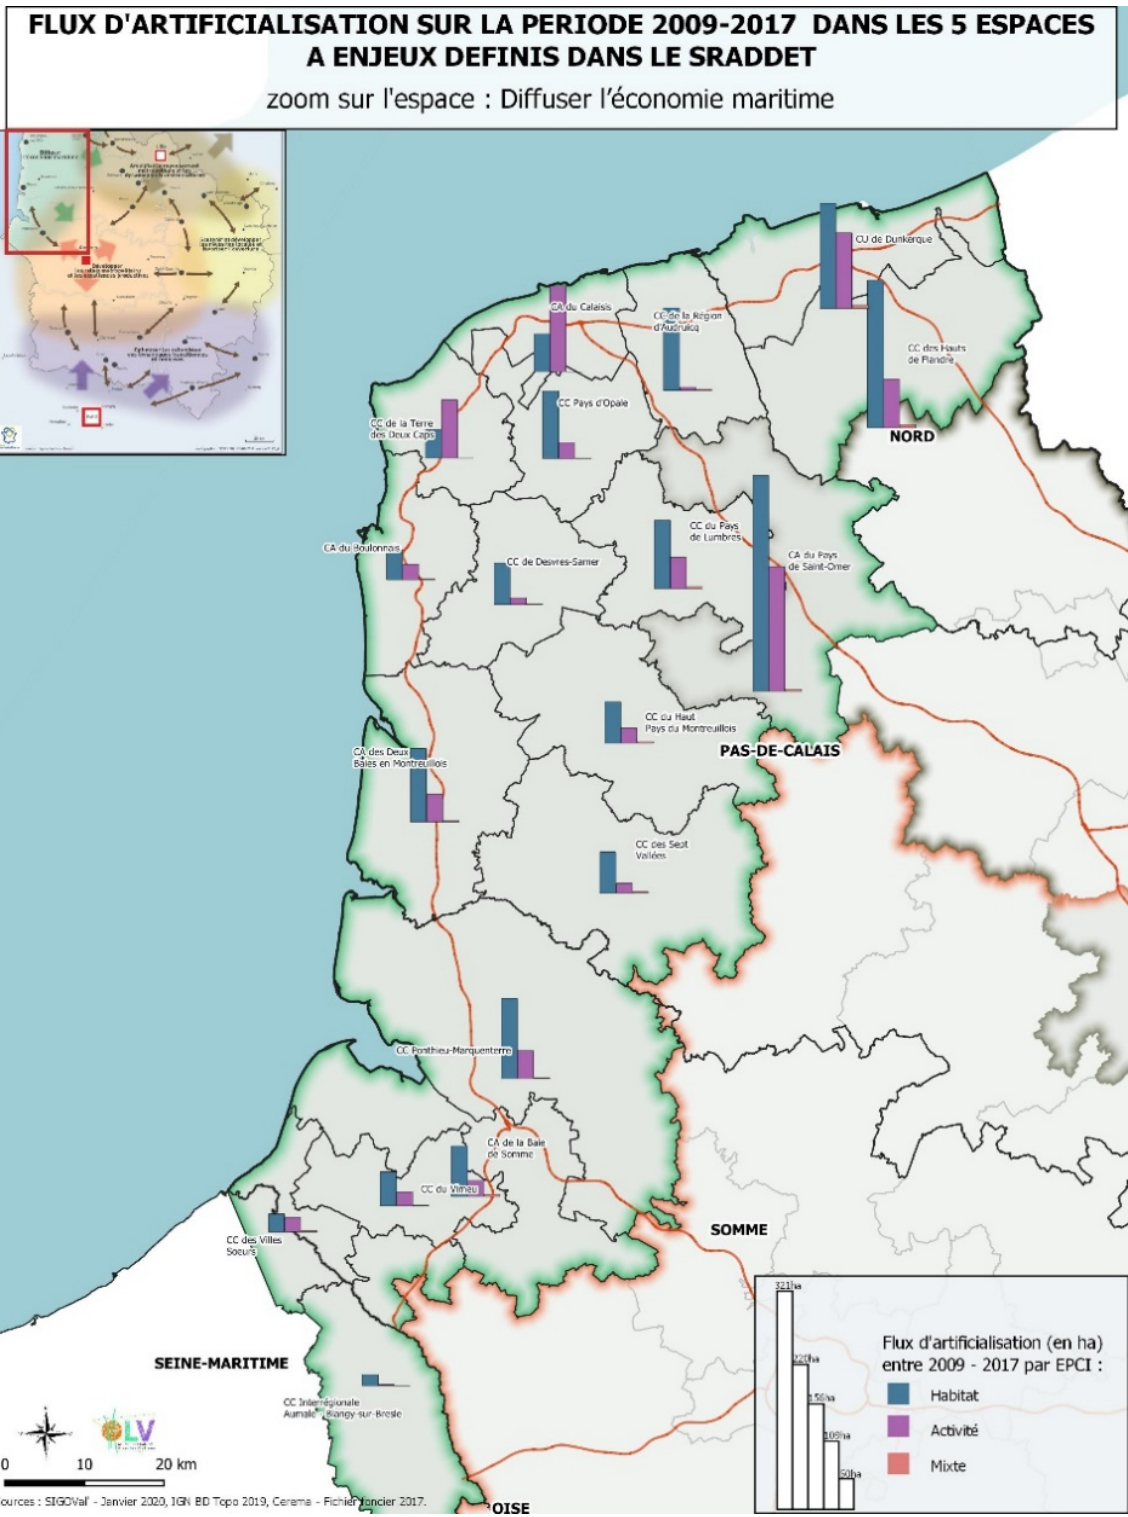 FLUX D'ARTIFICIALISATION SUR LA PERIODE 2009-2017 DANS LES 5 ESPACES
A ENJEUX DEFINIS DANS LE SRADDET
zoom sur l'espace : Diffuser l'économie maritime
CU de Dunkerque
CA du Calaisis
CC de la Région
d'Audruicq
CC des Hauts
de Flandre
CC Pays d'Opale
CC de la Terre
des Deux Caps
NORD
CC du Pays
de Lumbres
CA du Boulonnais
CC de Desvres-Samer
CA du Pays
de Saint-Omer
CC du Haut
Pays du Montreuillois
PAS-DE-CALAIS
CA des Deux
Baies en Montreuillois
CC des Sept
Vallées
CC Ponthieu-Marquenterre
CA de la Baie
de Somme
CC du Vimeu
CC des Villes
Soeurs
SOMME
SEINE-MARITIME
CC Interrégionale
Aumale - Blangy-sur-Bresle
OISE
321ha
220ha
156ha
109ha
50ha
Flux d'artificialisation (en ha)
entre 2009 - 2017 par EPCI :
Habitat
Activité
Mixte
OLV
0 10 20 km
ources : SIGOVal - Janvier 2020, IGN BD Topo 2019, Cerema - Fichier foncier 2017.